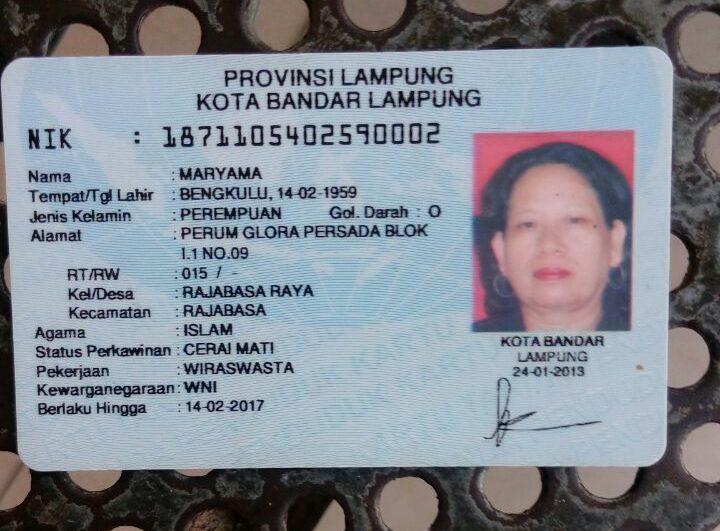 PROVINSI LAMPUNG
KOTA BANDAR LAMPUNG
NIK : 1871105402590002
Nama : MARYAMA
Tempat/Tgl Lahir : BENGKULU, 14-02-1959
Jenis Kelamin : PEREMPUAN Gol. Darah : O
Alamat : PERUM GLORA PERSADA BLOK
I.1 NO.09
RT/RW : 015 / -
Kel/Desa : RAJABASA RAYA
Kecamatan : RAJABASA
Agama : ISLAM
Status Perkawinan : CERAI MATI
Pekerjaan : WIRASWASTA
Kewarganegaraan : WNI
Berlaku Hingga : 14-02-2017
KOTA BANDAR
LAMPUNG
24-01-2013